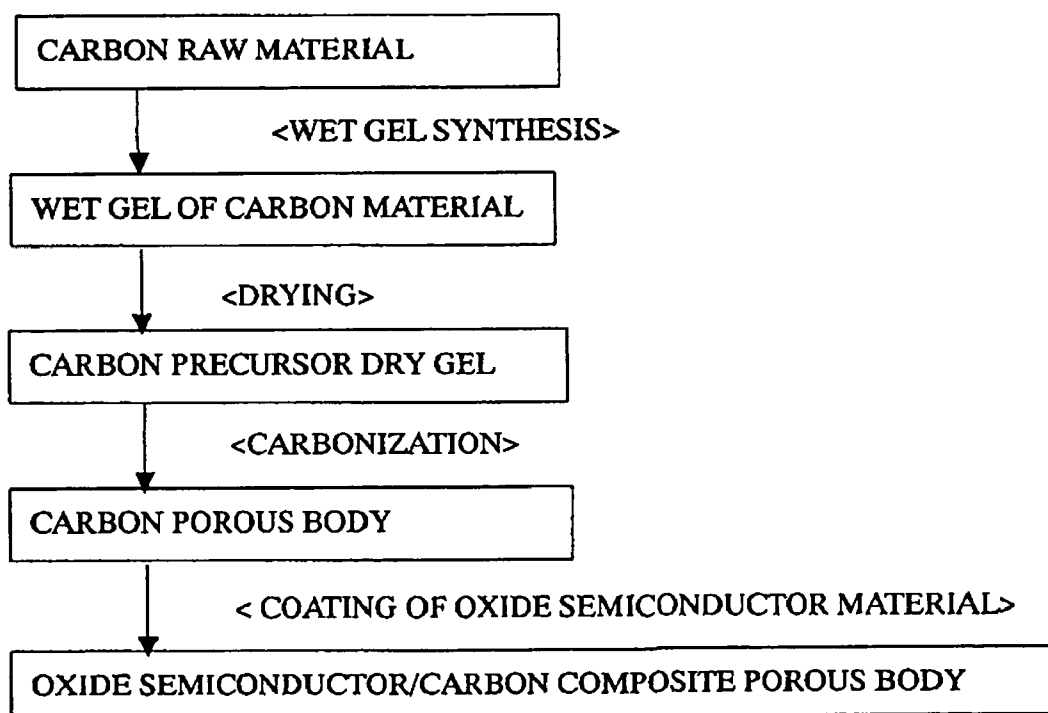 CARBON RAW MATERIAL
<WET GEL SYNTHESIS>
WET GEL OF CARBON MATERIAL
<DRYING>
CARBON PRECURSOR DRY GEL
<CARBONIZATION>
CARBON POROUS BODY
< COATING OF OXIDE SEMICONDUCTOR MATERIAL>
OXIDE SEMICONDUCTOR/CARBON COMPOSITE POROUS BODY